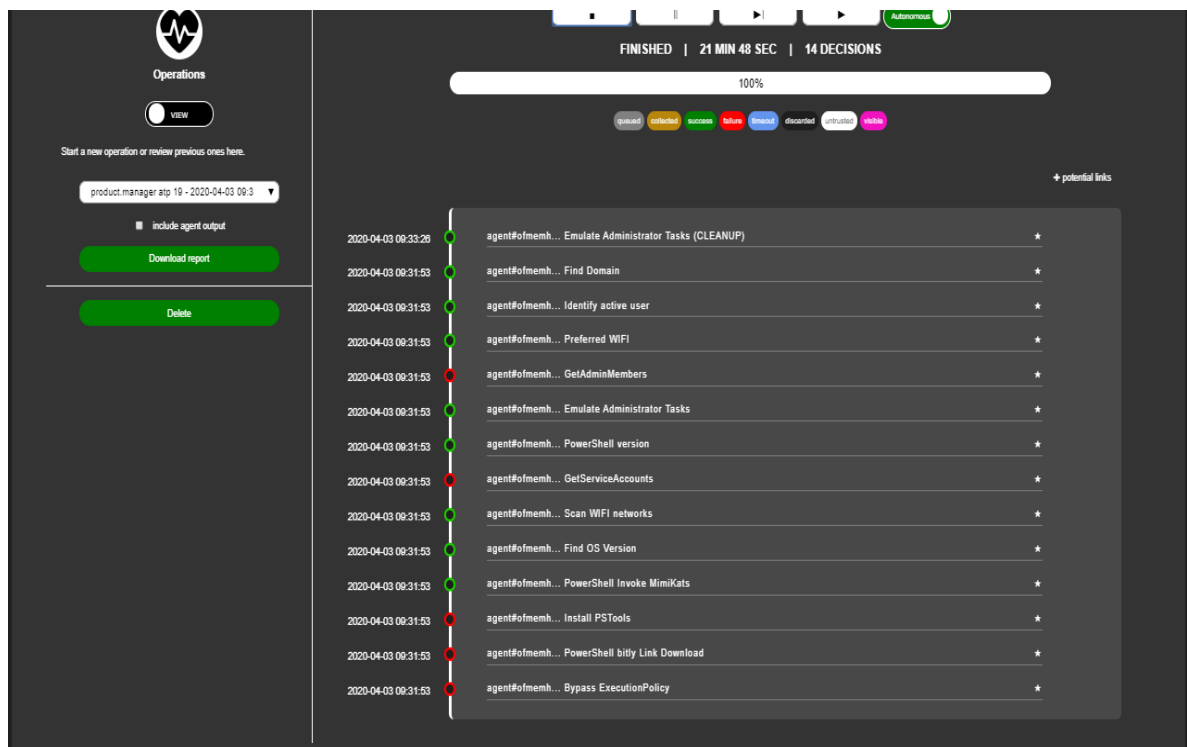 Autonomous
FINISHED | 21 MIN 48 SEC | 14 DECISIONS
100%
queued collected success failure timeout discarded untrusted visible
+ potential links
Operations
VIEW
Start a new operation or review previous ones here.
product.manager atp 19 - 2020-04-03 09:3
include agent output
Download report
Delete
2020-04-03 09:33:26 agent#ofmemh... Emulate Administrator Tasks (CLEANUP)
2020-04-03 09:31:53 agent#ofmemh... Find Domain
2020-04-03 09:31:53 agent#ofmemh... Identify active user
2020-04-03 09:31:53 agent#ofmemh... Preferred WIFI
2020-04-03 09:31:53 agent#ofmemh... GetAdminMembers
2020-04-03 09:31:53 agent#ofmemh... Emulate Administrator Tasks
2020-04-03 09:31:53 agent#ofmemh... PowerShell version
2020-04-03 09:31:53 agent#ofmemh... GetServiceAccounts
2020-04-03 09:31:53 agent#ofmemh... Scan WIFI networks
2020-04-03 09:31:53 agent#ofmemh... Find OS Version
2020-04-03 09:31:53 agent#ofmemh... PowerShell Invoke MimiKats
2020-04-03 09:31:53 agent#ofmemh... Install PSTools
2020-04-03 09:31:53 agent#ofmemh... PowerShell bitly Link Download
2020-04-03 09:31:53 agent#ofmemh... Bypass ExecutionPolicy